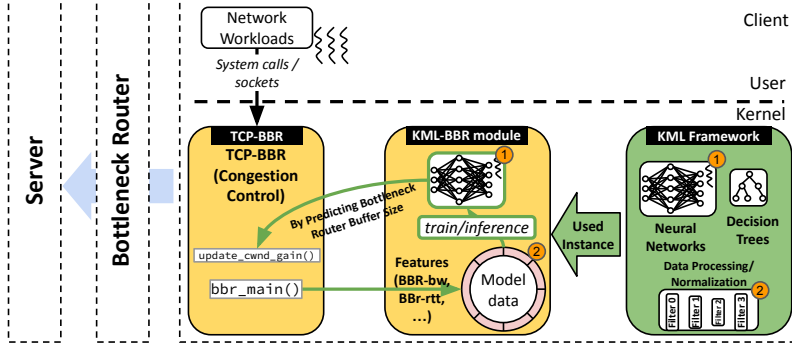 Server
Bottleneck Router
Client
User
Kernel
Network
Workloads
System calls /
sockets
TCP-BBR
TCP-BBR
(Congestion
Control)
update_cwnd_gain()
bbr_main()
By Predicting Bottleneck
Router Buffer Size
KML-BBR module
1
train/inference
2
Features
(BBR-bw,
BBr-rtt,
...)
Model
data
Used
Instance
KML Framework
1
Neural
Networks
Decision
Trees
Data Processing/
Normalization
2
Filter 0
Filter 1
Filter 2
Filter 3